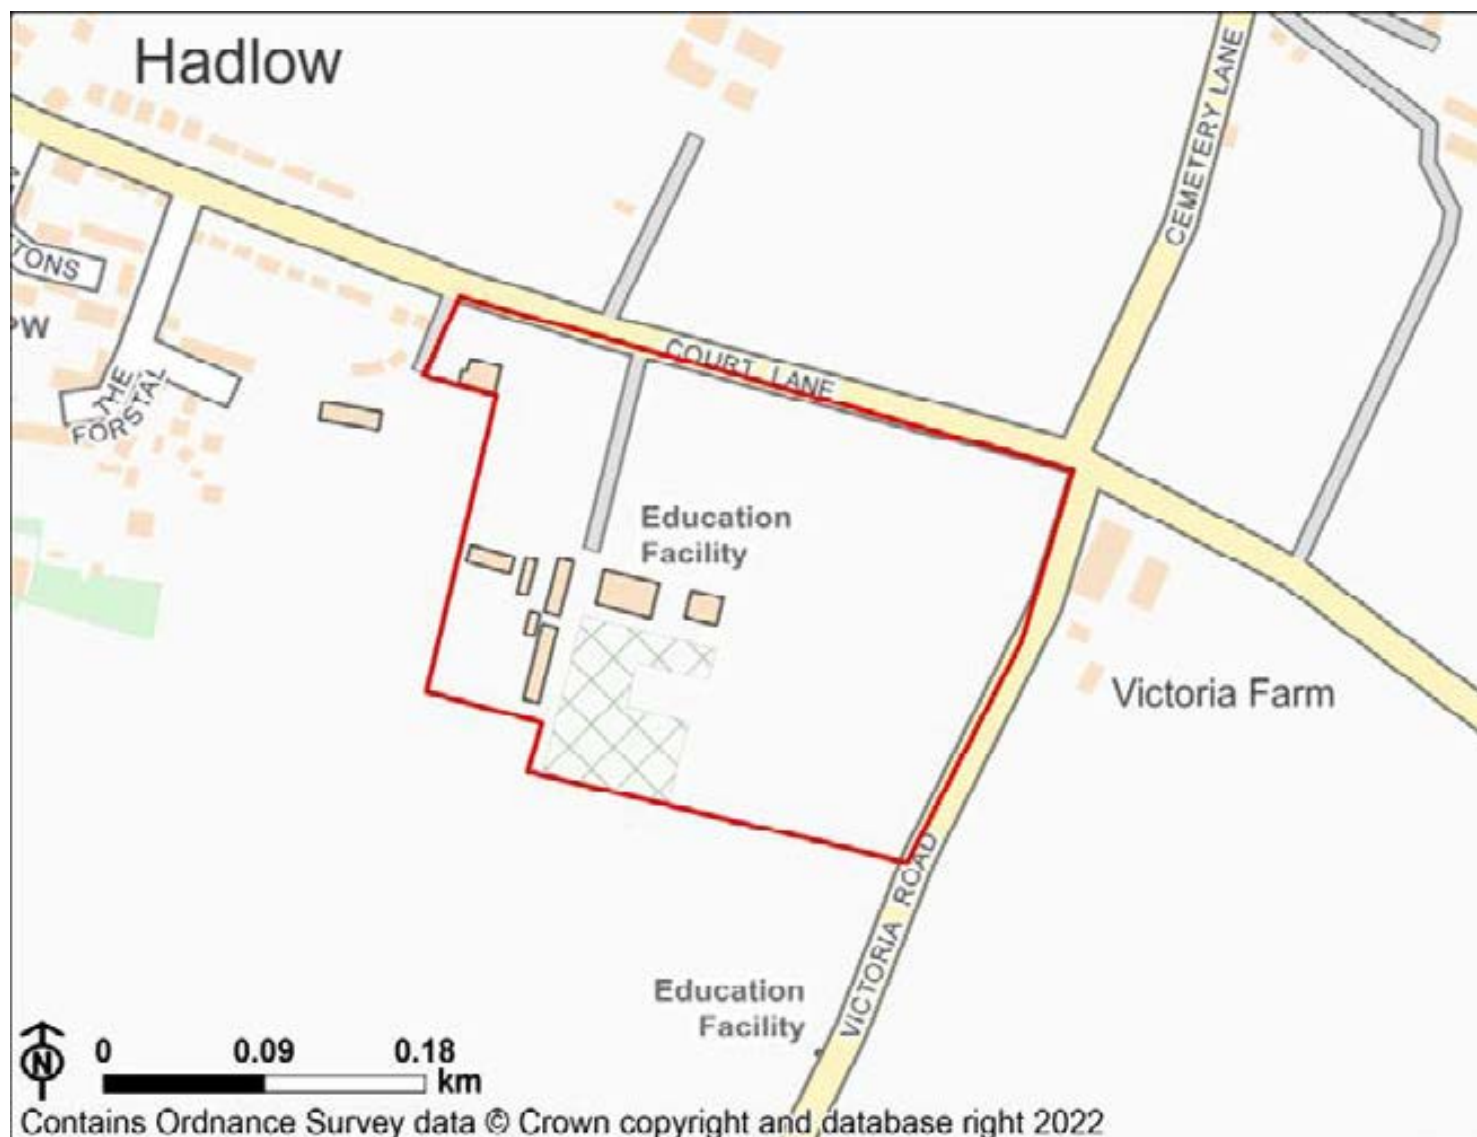 Hadlow
CEMETERY LANE
TONS
PW
THE
FORSTAL
COURT LANE
Education
Facility
Victoria Farm
VICTORIA ROAD
Education
Facility
N
0 0.09 0.18
km
Contains Ordnance Survey data © Crown copyright and database right 2022